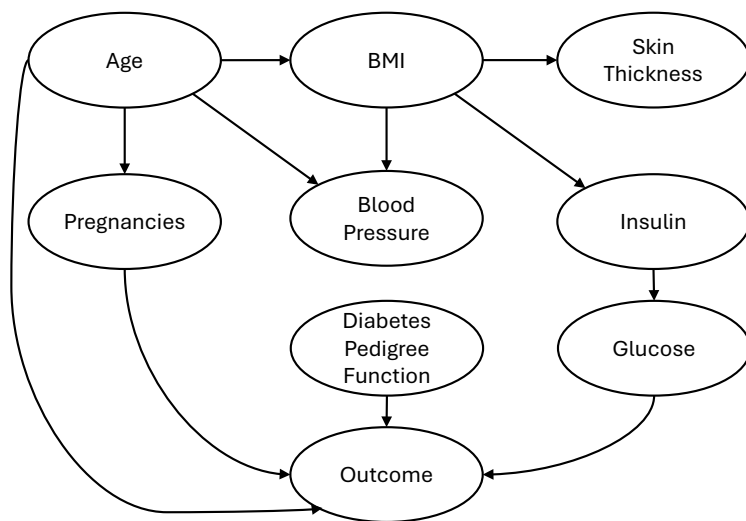 Age
BMI
Skin
Thickness
Pregnancies
Blood
Pressure
Insulin
Diabetes
Pedigree
Function
Glucose
Outcome